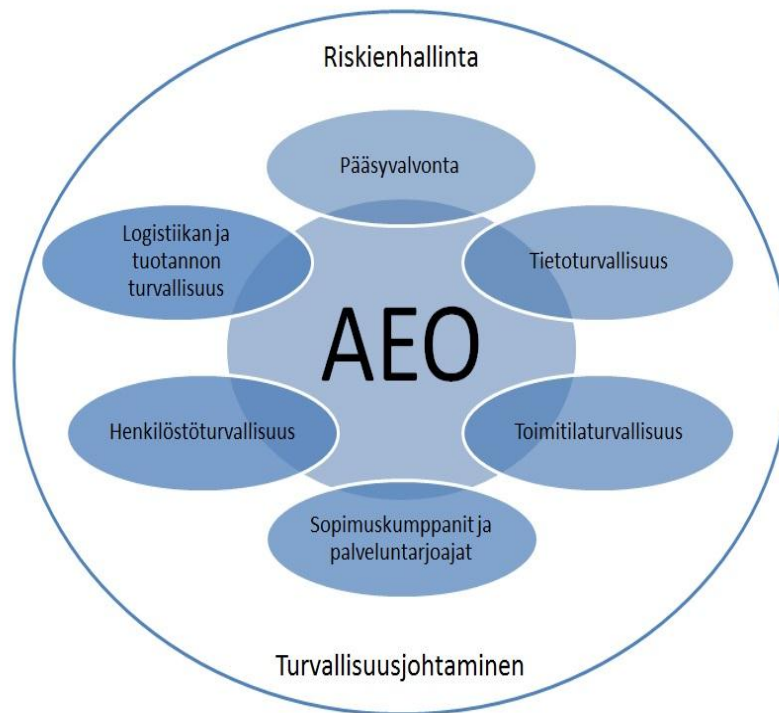 Riskienhallinta
Pääsyvalvonta
Logistiikan ja
tuotannon
turvallisuus
Tietoturvallisuus
AEO
Henkilöstöturvallisuus
Toimitilaturvallisuus
Sopimuskumppanit ja
palveluntarjoajat
Turvallisuusjohtaminen